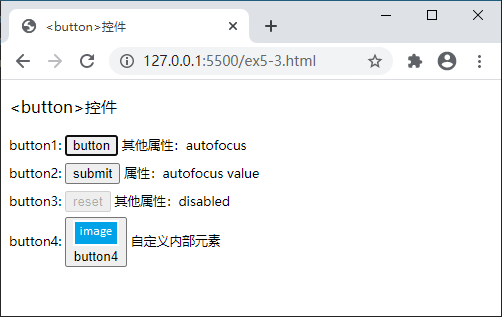 <button>控件
127.0.0.1:5500/ex5-3.html
<button>控件
button1: button 其他属性：autofocus
button2: submit 属性：autofocus value
button3: reset 其他属性：disabled
image
button4: button4 自定义内部元素